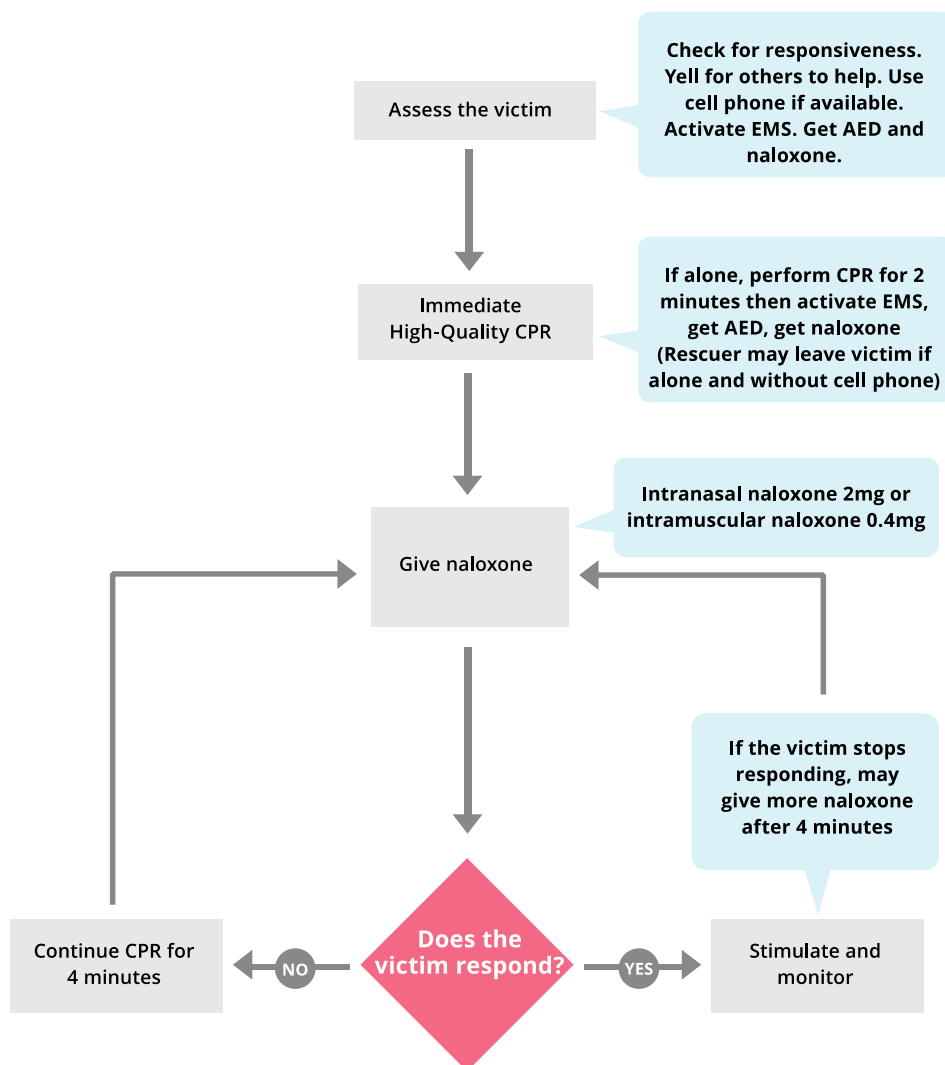 Check for responsiveness.
Yell for others to help. Use
cell phone if available.
Activate EMS. Get AED and
naloxone.
Assess the victim
If alone, perform CPR for 2
minutes then activate EMS,
get AED, get naloxone
(Rescuer may leave victim if
alone and without cell phone)
Immediate
High-Quality CPR
Intranasal naloxone 2mg or
intramuscular naloxone 0.4mg
Give naloxone
If the victim stops
responding, may
give more naloxone
after 4 minutes
Does the
victim respond?
NO
YES
Continue CPR for
4 minutes
Stimulate and
monitor